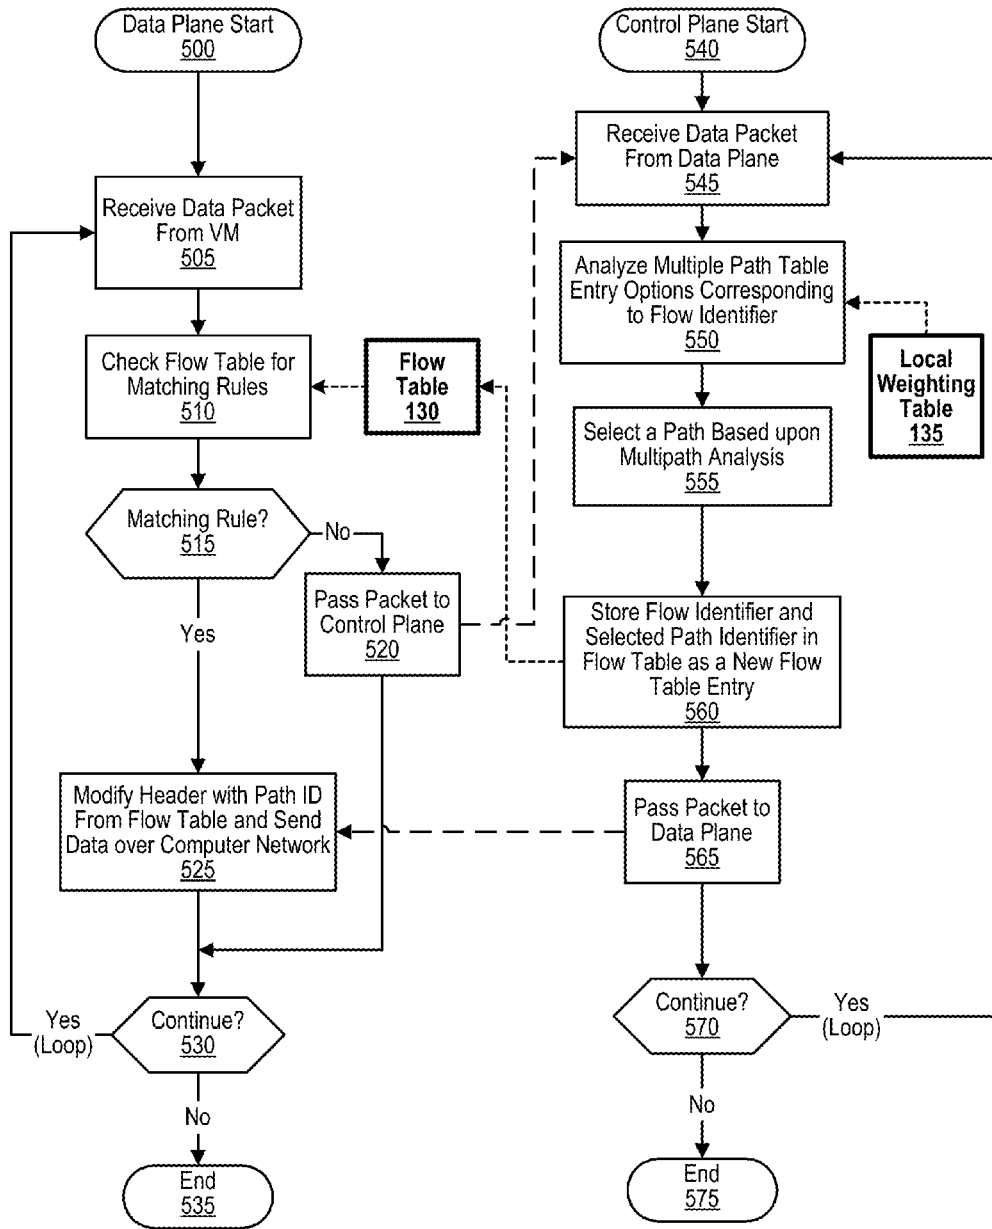 Data Plane Start
500
Receive Data Packet
From VM
505
Check Flow Table for
Matching Rules
510
Flow
Table
130
Matching Rule?
515
No
Yes
Pass Packet to
Control Plane
520
Modify Header with Path ID
From Flow Table and Send
Data over Computer Network
525
Continue?
530
Yes
(Loop)
No
End
535
Control Plane Start
540
Receive Data Packet
From Data Plane
545
Analyze Multiple Path Table
Entry Options Corresponding
to Flow Identifier
550
Local
Weighting
Table
135
Select a Path Based upon
Multipath Analysis
555
Store Flow Identifier and
Selected Path Identifier in
Flow Table as a New Flow
Table Entry
560
Pass Packet to
Data Plane
565
Continue?
570
Yes
(Loop)
No
End
575